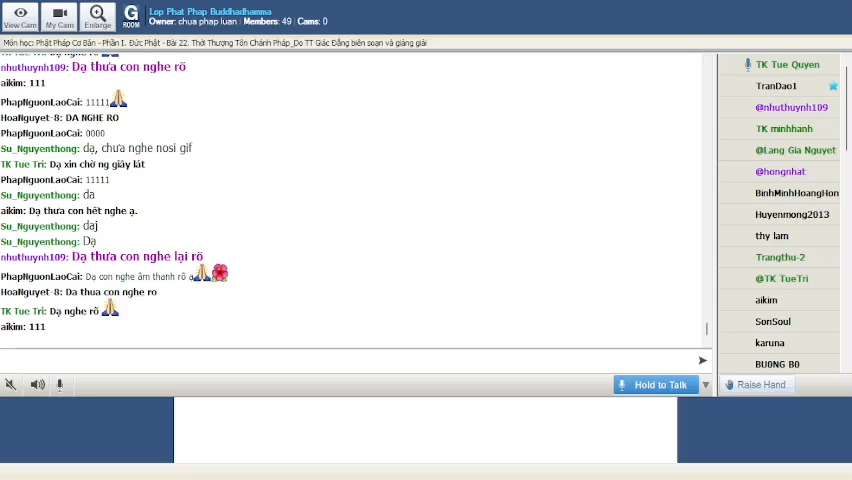 View Cam
My Cam
Enlarge
G ROOM
Lop Phat Phap Buddhadhamma
Owner: chua phap luan | Members: 49 | Cams: 0
Môn học: Phật Pháp Cơ Bản - Phần I. Đức Phật -Bài 22. Thời Thượng Tôn Chánh Pháp_Do TT Giác Đẳng biên soạn và giảng giải
nhuthuynh109: Dạ thưa con nghe rõ
aikim: 111
PhapNguonLaoCai: 11111
HoaNguyet-8: DA NGHE RO
PhapNguonLaoCai: 0000
Su_Nguyenthong: dạ, chưa nghe nosi gif
TK Tue Tri: Dạ xin chờ ng giây lát
PhapNguonLaoCai: 11111
Su_Nguyenthong: da
aikim: Dạ thưa con hết nghe ạ.
Su_Nguyenthong: daj
Su_Nguyenthong: Dạ
nhuthuynh109: Dạ thưa con nghe lại rõ
PhapNguonLaoCai: Dạ con nghe âm thanh rõ ạ
HoaNguyet-8: Da thua con nghe ro
TK Tue Tri: Dạ nghe rõ
aikim: 111
Hold to Talk
TK Tue Quyen
TranDao1
@nhuthuynh109
TK minhhanh
@Lang Gia Nguyet
@hongnhat
BinhMinhHoangHon
Huyenmong2013
thy lam
Trangthu-2
@TK TueTri
aikim
SonSoul
karuna
BU0NG B0
Raise Hand